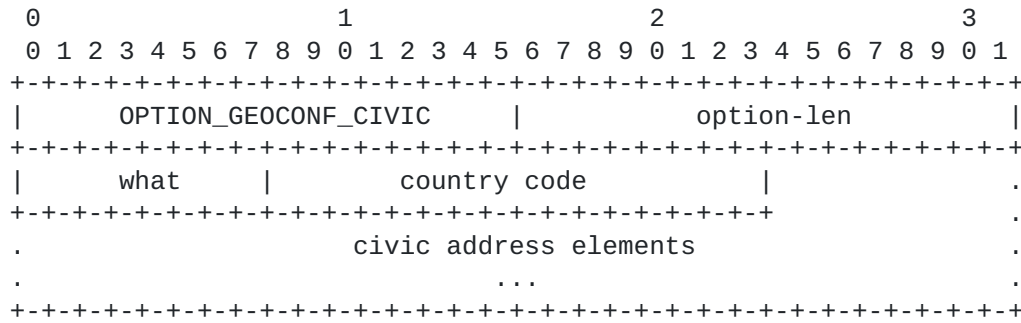 0                   1                   2                   3
 0 1 2 3 4 5 6 7 8 9 0 1 2 3 4 5 6 7 8 9 0 1 2 3 4 5 6 7 8 9 0 1
+-+-+-+-+-+-+-+-+-+-+-+-+-+-+-+-+-+-+-+-+-+-+-+-+-+-+-+-+-+-+-+-+
|      OPTION_GEOCONF_CIVIC     |           option-len          |
+-+-+-+-+-+-+-+-+-+-+-+-+-+-+-+-+-+-+-+-+-+-+-+-+-+-+-+-+-+-+-+-+
|      what     |        country code           |               .
+-+-+-+-+-+-+-+-+-+-+-+-+-+-+-+-+-+-+-+-+-+-+-+-+               .
.                     civic address elements                    .
.                              ...                              .
+-+-+-+-+-+-+-+-+-+-+-+-+-+-+-+-+-+-+-+-+-+-+-+-+-+-+-+-+-+-+-+-+